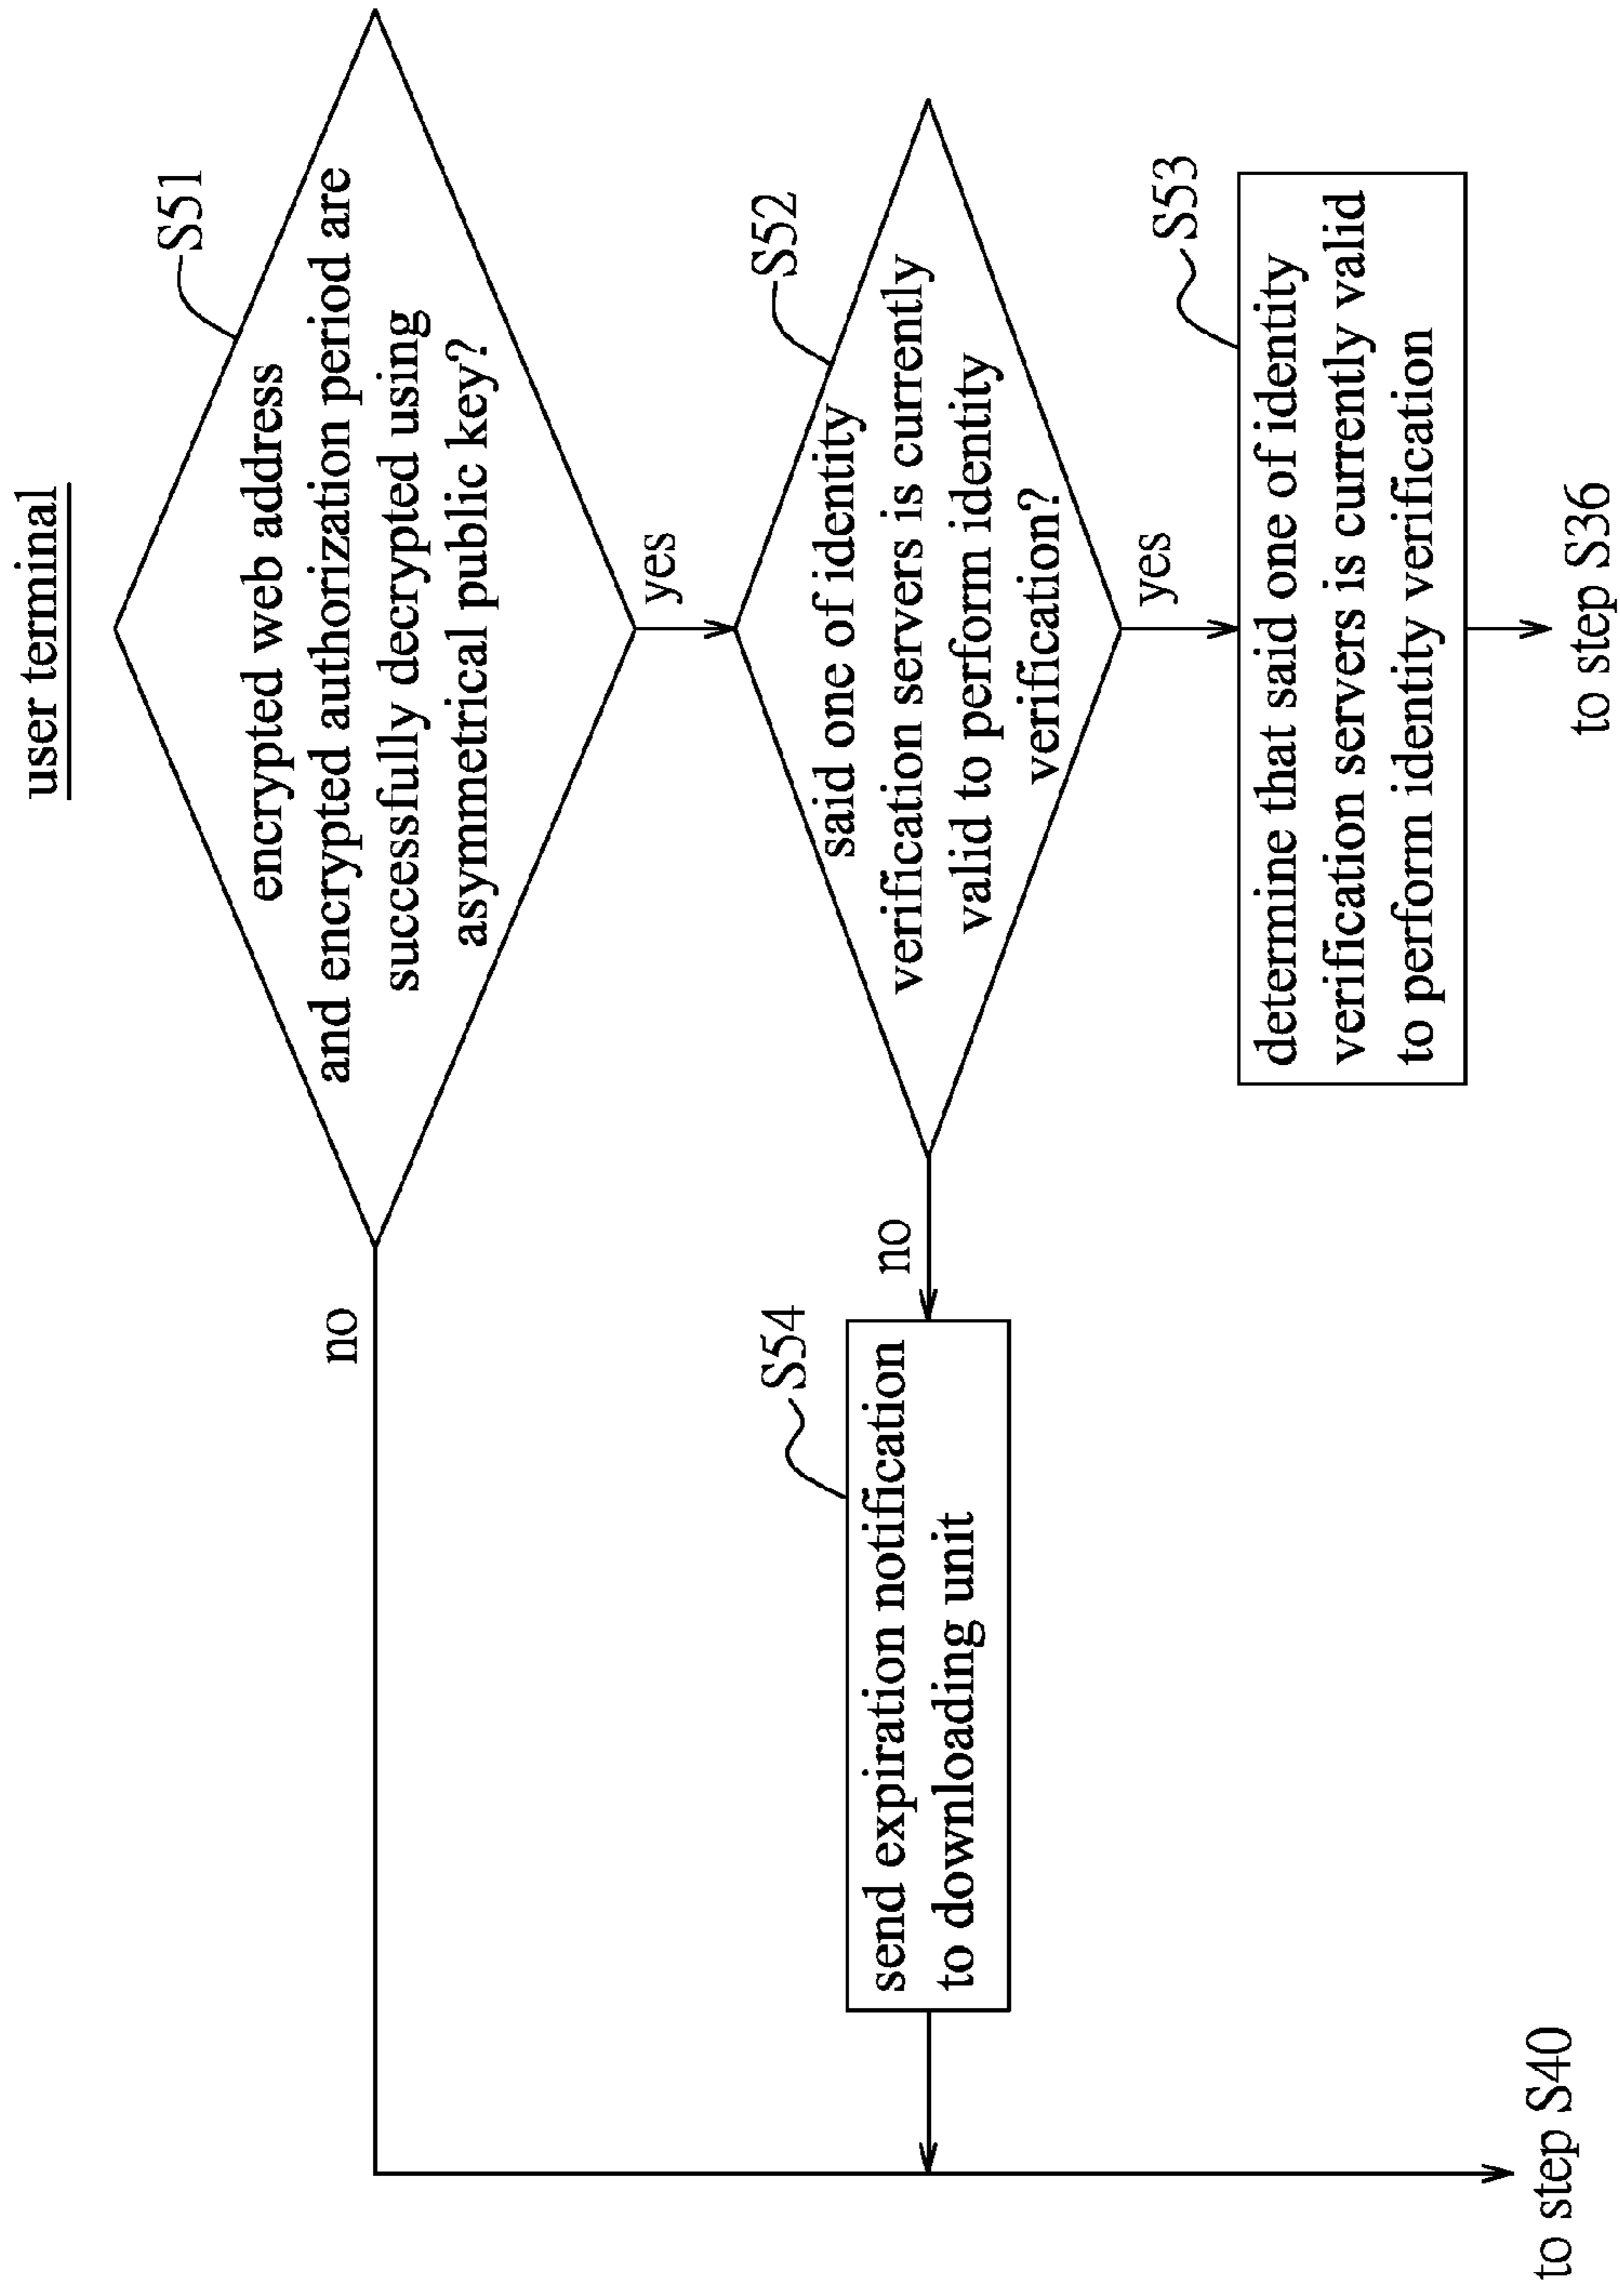 user terminal
S51
encrypted web address
and encrypted authorization period are
successfully decrypted using
asymmetrical public key?
no
yes
S52
said one of identity
verification servers is currently
valid to perform identity
verification?
no
yes
S54
send expiration notification
to downloading unit
S53
determine that said one of identity
verification servers is currently valid
to perform identity verification
to step S40
to step S36